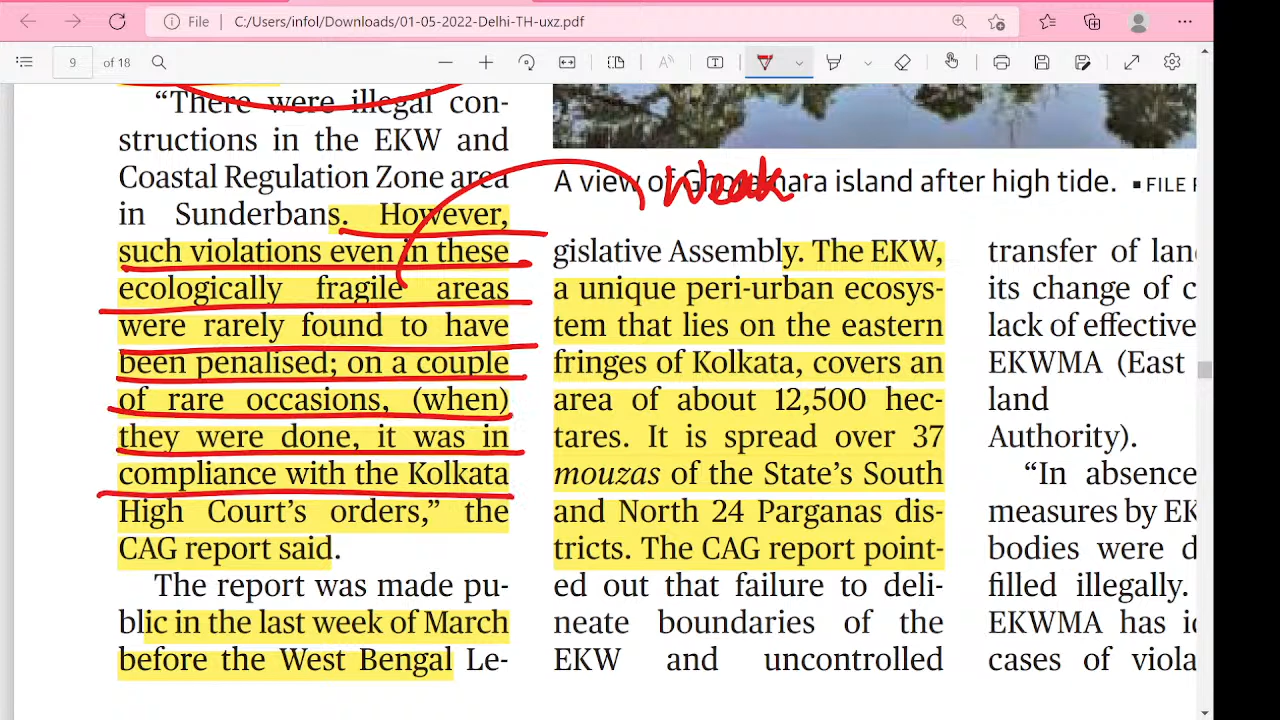 File
C:/Users/infol/Downloads/01-05-2022-Delhi-TH-uxz.pdf
9 of 18
“There were illegal con-
structions in the EKW and
Coastal Regulation Zone area
in Sunderbans. However,
such violations even in these
ecologically fragile areas
were rarely found to have
been penalised; on a couple
of rare occasions, (when)
they were done, it was in
compliance with the Kolkata
High Court’s orders,” the
CAG report said.
The report was made pu-
blic in the last week of March
before the West Bengal Le-
Weak
A view of Ghoramara island after high tide. ▪ FILE
gislative Assembly. The EKW,
a unique peri-urban ecosys-
tem that lies on the eastern
fringes of Kolkata, covers an
area of about 12,500 hec-
tares. It is spread over 37
mouzas of the State’s South
and North 24 Parganas dis-
tricts. The CAG report point-
ed out that failure to deli-
neate boundaries of the
EKW and uncontrolled
transfer of lan
its change of c
lack of effective
EKWMA (East
land
Authority).
“In absence
measures by EK
bodies were d
filled illegally.
EKWMA has i
cases of viola